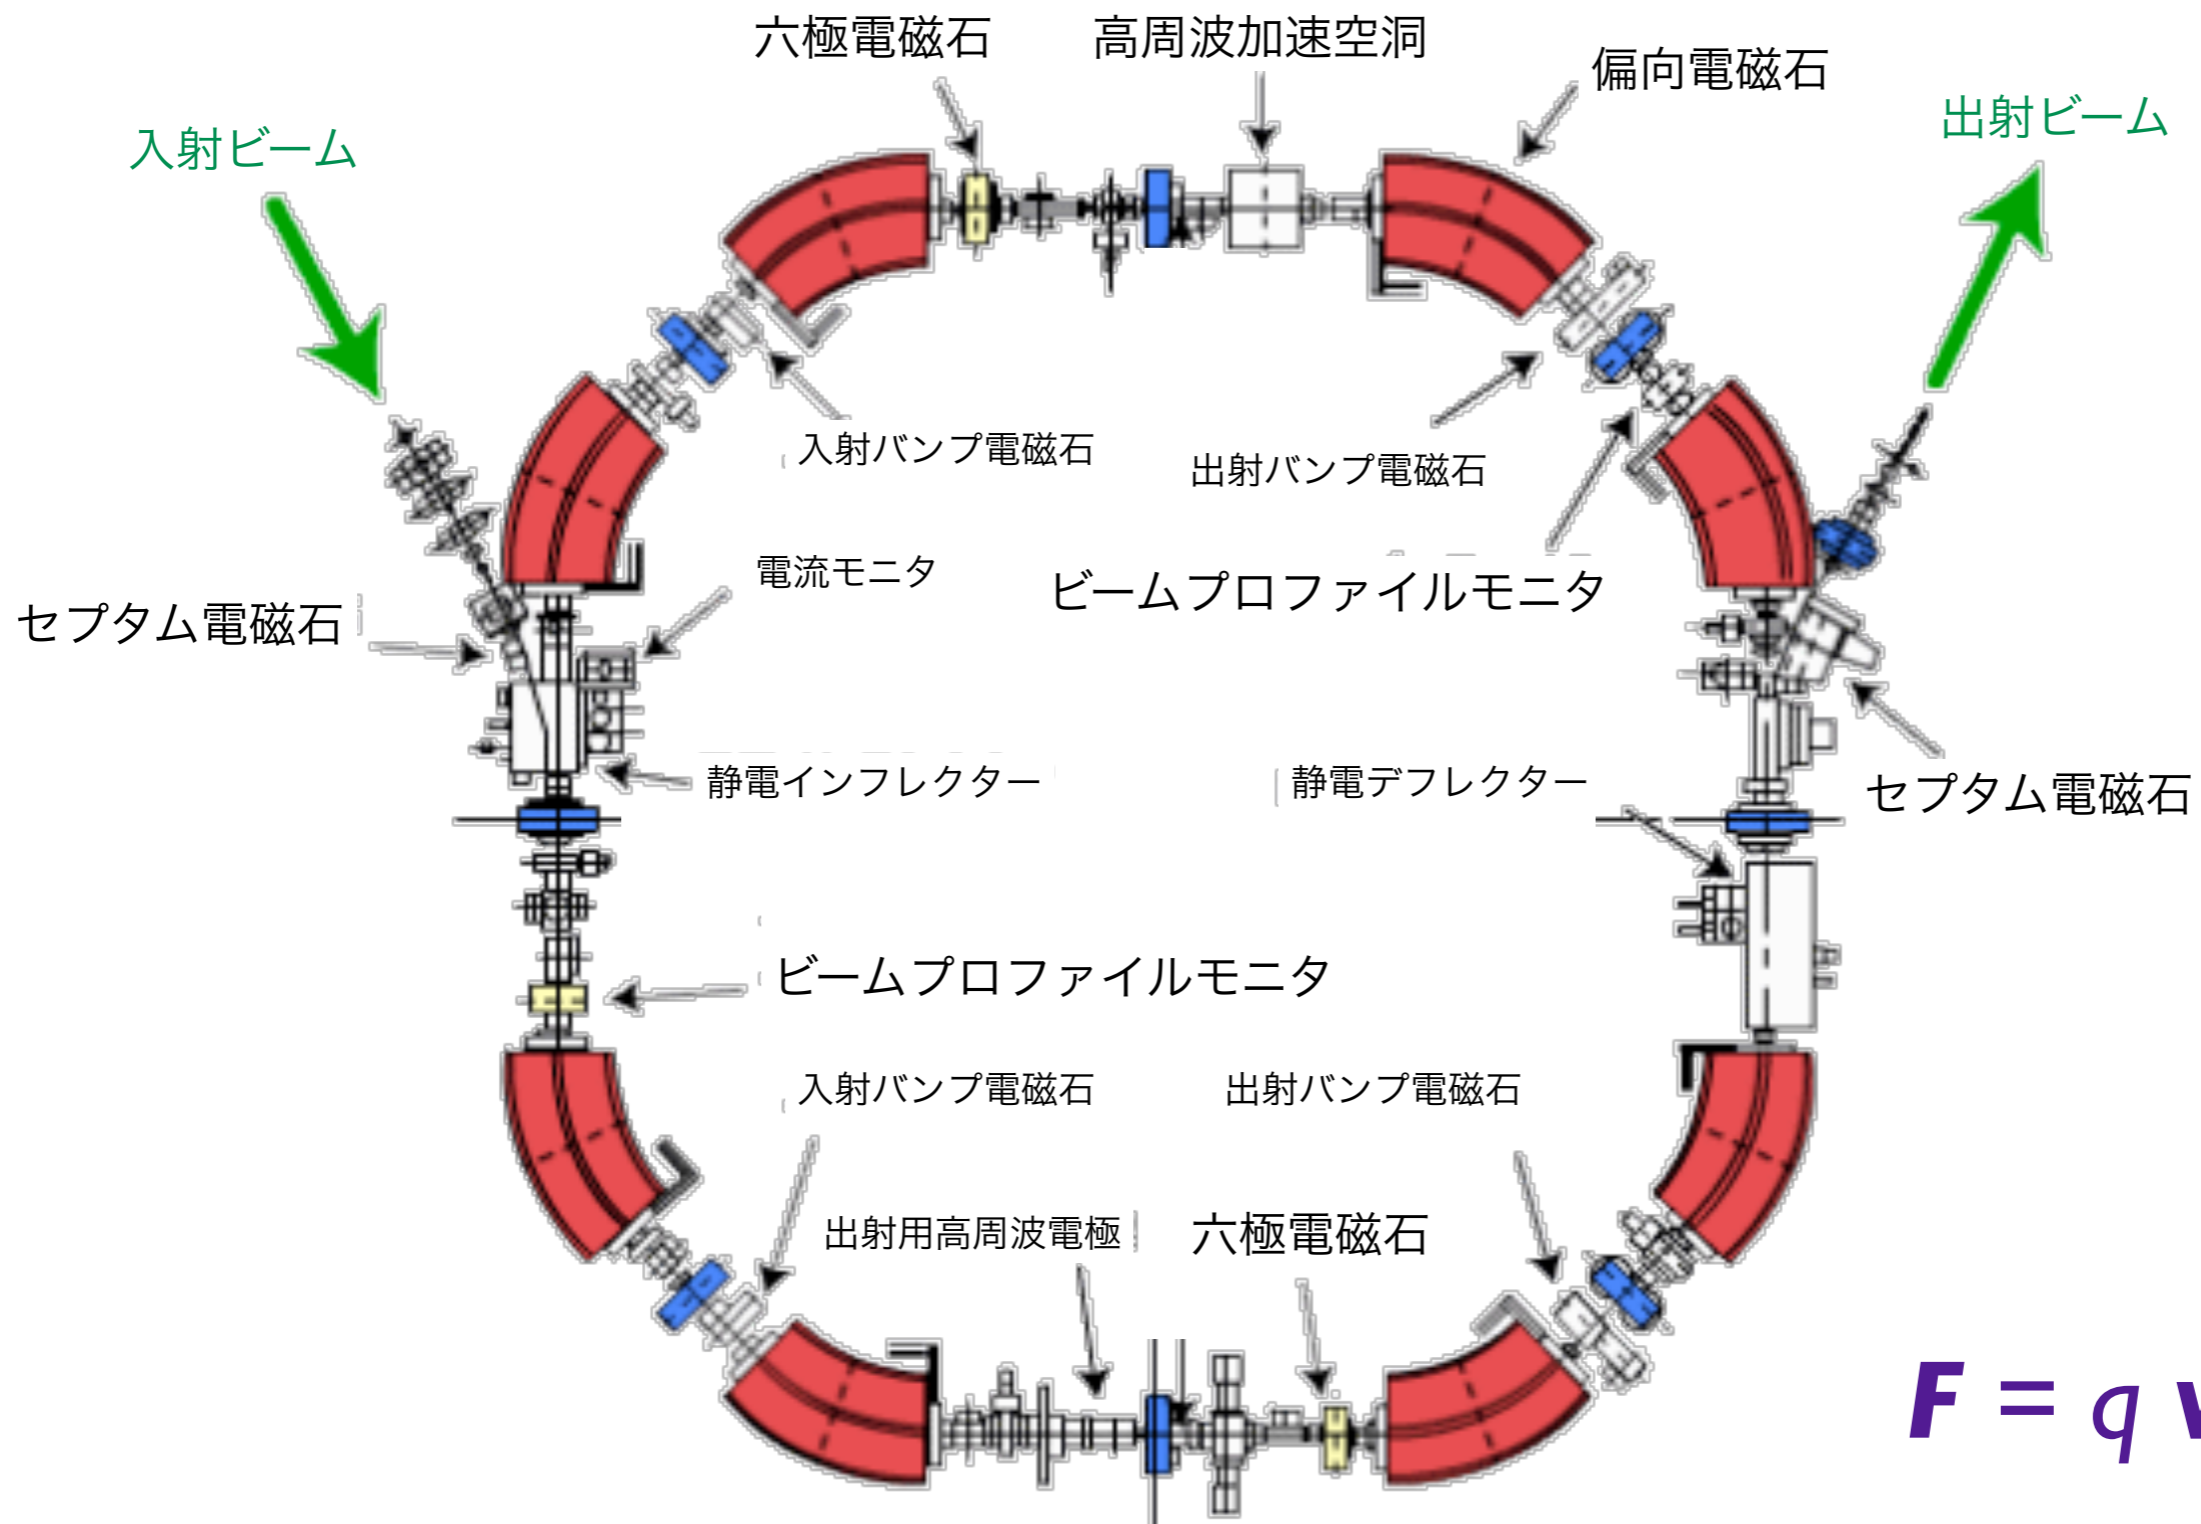 六極電磁石
高周波加速空洞
偏向電磁石
入射ビーム
出射ビーム
入射バンプ電磁石
出射バンプ電磁石
電流モニタ
ビームプロファイルモニタ
セプタム電磁石
静電インフレクター
静電デフレクター
セプタム電磁石
ビームプロファイルモニタ
入射バンプ電磁石
出射バンプ電磁石
出射用高周波電極
六極電磁石
F = q